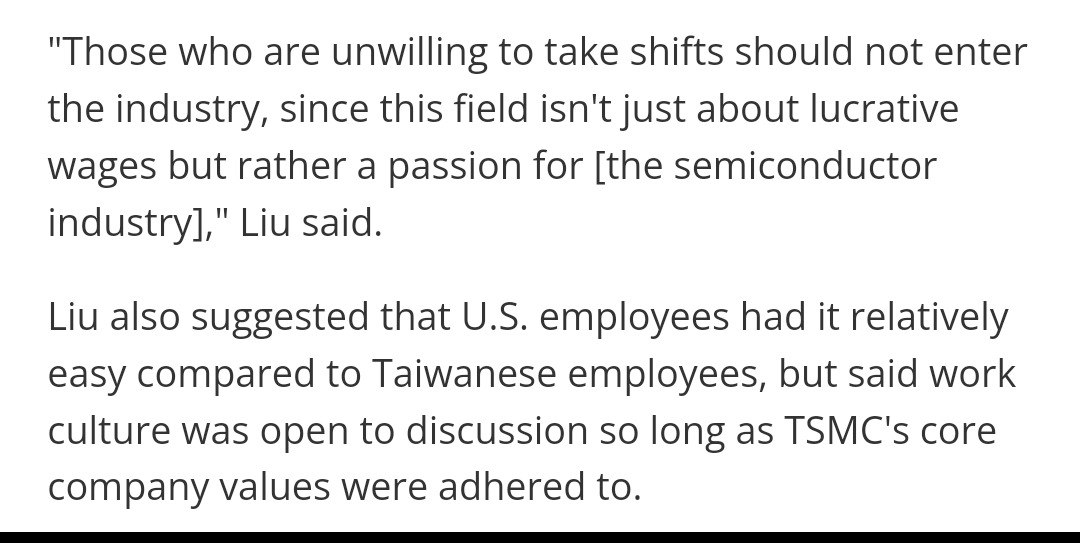 "Those who are unwilling to take shifts should not enter
the industry, since this field isn't just about lucrative
wages but rather a passion for [the semiconductor
industry]," Liu said.
Liu also suggested that U.S. employees had it relatively
easy compared to Taiwanese employees, but said work
culture was open to discussion so long as TSMC's core
company values were adhered to.